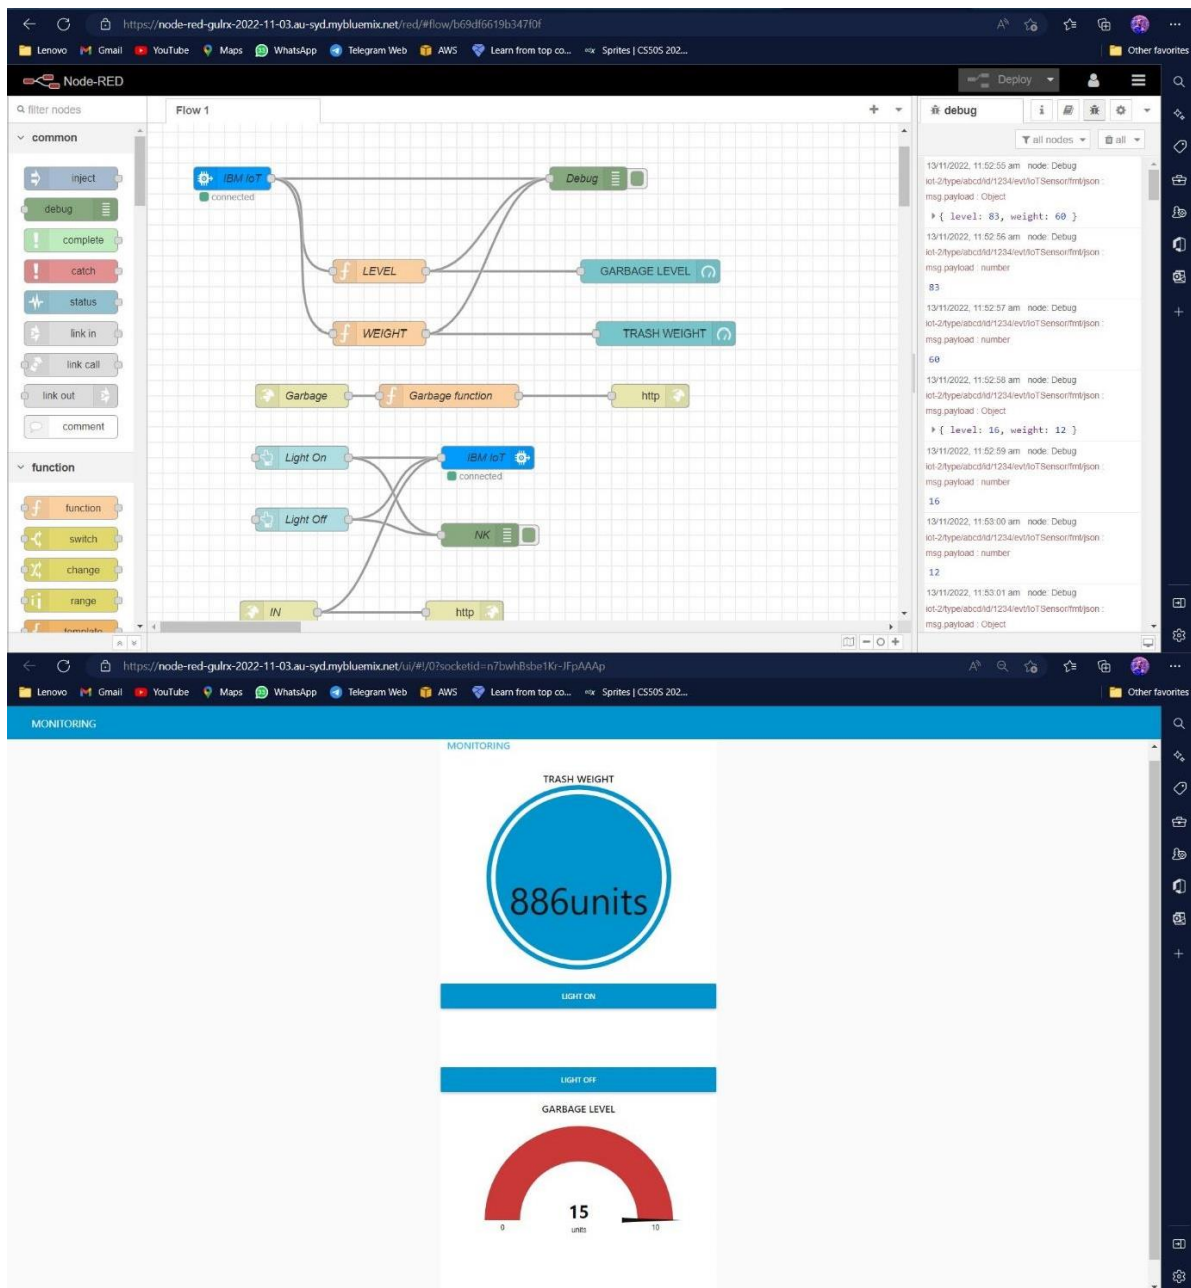 https://node-red-gulrx-2022-11-03.au-syd.mybluemix.net/red/#flow/b69df6619b347f0f
Lenovo Gmail YouTube Maps WhatsApp Telegram Web AWS Learn from top co... Sprites | CS50S 202... Other favorites
Node-RED Deploy
filter nodes
common
inject
debug
complete
catch
status
link in
link call
link out
comment
function
function
switch
change
range
template
Flow 1
IBM IoT
connected
Debug
LEVEL
GARBAGE LEVEL
WEIGHT
TRASH WEIGHT
Garbage Garbage function http
Light On
IBM IoT
connected
Light Off
NK
IN http
debug
all nodes all
13/11/2022, 11:52:55 am node: Debug
iot-2/type/abcd/id/1234/evt/IoTSensor/fmt/json :
msg.payload : Object
{ level: 83, weight: 60 }
13/11/2022, 11:52:56 am node: Debug
iot-2/type/abcd/id/1234/evt/IoTSensor/fmt/json :
msg.payload : number
83
13/11/2022, 11:52:57 am node: Debug
iot-2/type/abcd/id/1234/evt/IoTSensor/fmt/json :
msg.payload : number
60
13/11/2022, 11:52:58 am node: Debug
iot-2/type/abcd/id/1234/evt/IoTSensor/fmt/json :
msg.payload : Object
{ level: 16, weight: 12 }
13/11/2022, 11:52:59 am node: Debug
iot-2/type/abcd/id/1234/evt/IoTSensor/fmt/json :
msg.payload : number
16
13/11/2022, 11:53:00 am node: Debug
iot-2/type/abcd/id/1234/evt/IoTSensor/fmt/json :
msg.payload : number
12
13/11/2022, 11:53:01 am node: Debug
iot-2/type/abcd/id/1234/evt/IoTSensor/fmt/json :
msg.payload : Object
https://node-red-gulrx-2022-11-03.au-syd.mybluemix.net/ui/#!/0?socketid=n7bwhBsbe1Kr-JFpAAAp
Lenovo Gmail YouTube Maps WhatsApp Telegram Web AWS Learn from top co... Sprites | CS50S 202... Other favorites
MONITORING
MONITORING
TRASH WEIGHT
886units
LIGHT ON
LIGHT OFF
GARBAGE LEVEL
15
units
0 10